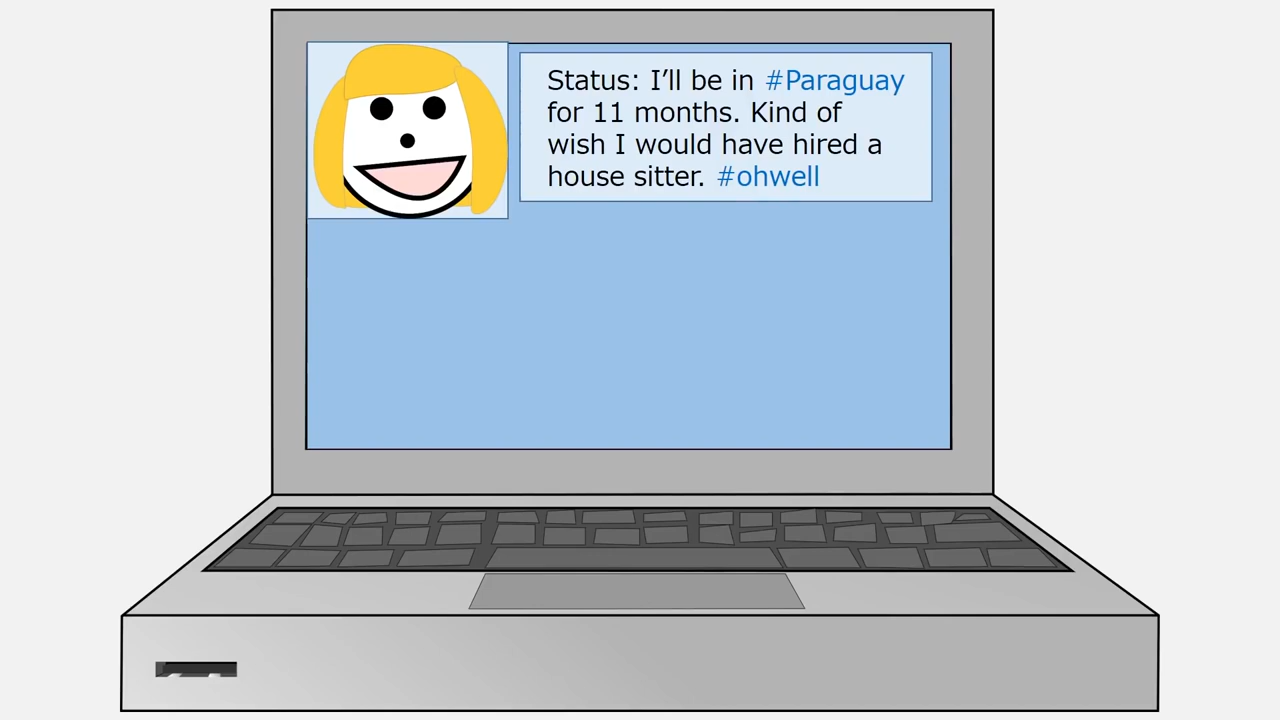 Status: I’ll be in #Paraguay
for 11 months. Kind of
wish I would have hired a
house sitter. #ohwell